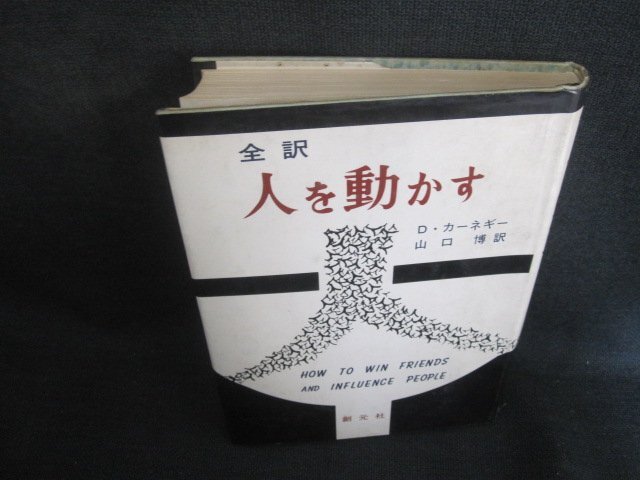 全訳
人を動かす
D・カーネギー
山口 博訳
HOW TO WIN FRIENDS
AND INFLUENCE PEOPLE
創元社